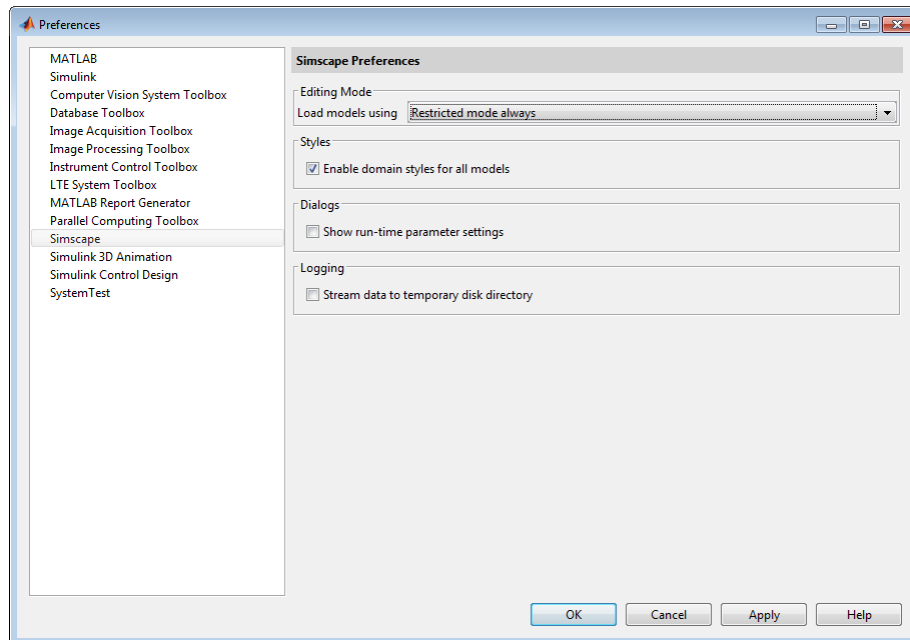 Preferences
MATLAB
Simulink
Computer Vision System Toolbox
Database Toolbox
Image Acquisition Toolbox
Image Processing Toolbox
Instrument Control Toolbox
LTE System Toolbox
MATLAB Report Generator
Parallel Computing Toolbox
Simscape
Simulink 3D Animation
Simulink Control Design
SystemTest
Simscape Preferences
Editing Mode
Load models using Restricted mode always
Styles
Enable domain styles for all models
Dialogs
Show run-time parameter settings
Logging
Stream data to temporary disk directory
OK Cancel Apply Help